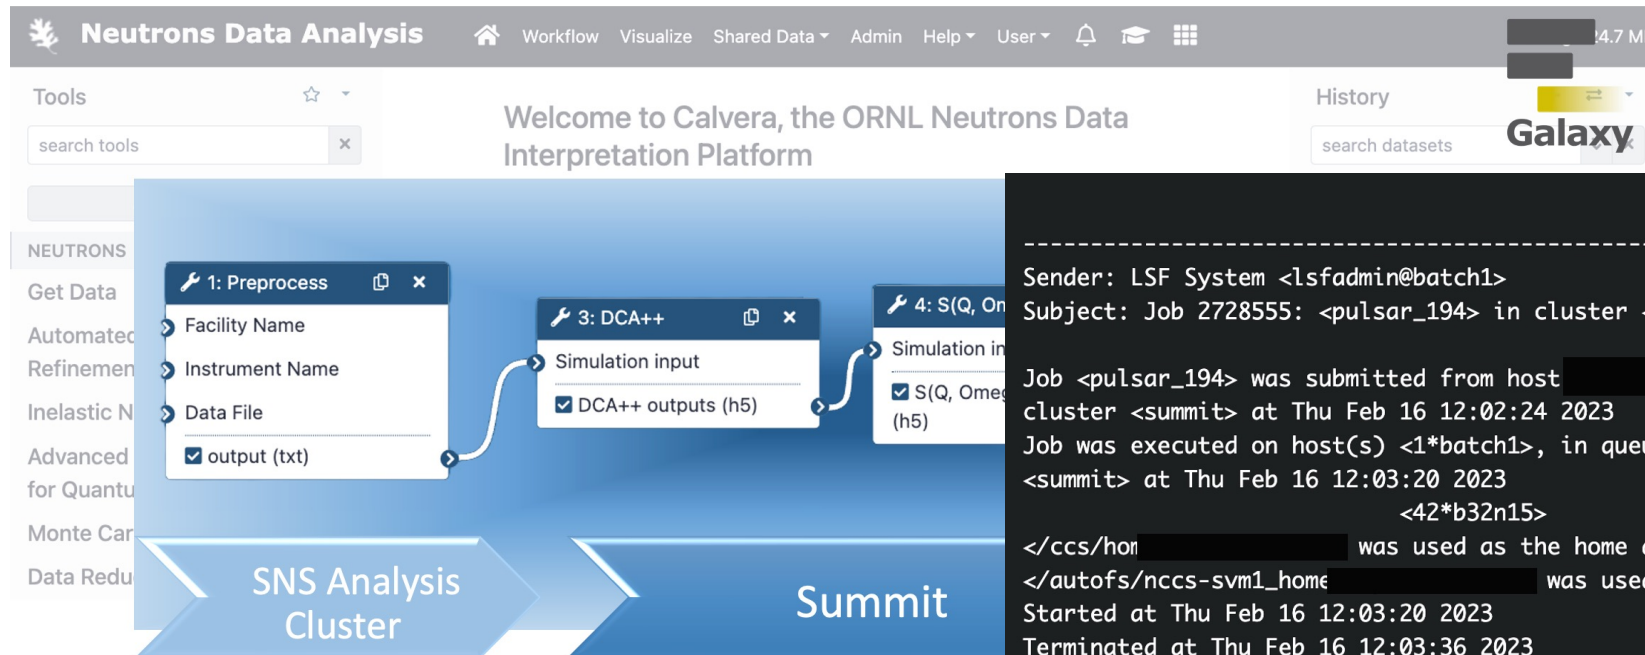 Neutrons Data Analysis
Workflow Visualize Shared Data Admin Help User
4.7 M
Tools
search tools
Welcome to Calvera, the ORNL Neutrons Data
Interpretation Platform
History
search datasets
Galaxy
NEUTRONS
Get Data
Automated
Refinemen
Inelastic N
Advanced
for Quantu
Monte Car
Data Redu
1: Preprocess
Facility Name
Instrument Name
Data File
output (txt)
3: DCA++
Simulation input
DCA++ outputs (h5)
4: S(Q, Om
Simulation in
S(Q, Omeg
(h5)
SNS Analysis
Cluster
Summit
------------------------------------------------
Sender: LSF System <lsfadmin@batch1>
Subject: Job 2728555: <pulsar_194> in cluster <
Job <pulsar_194> was submitted from host
cluster <summit> at Thu Feb 16 12:02:24 2023
Job was executed on host(s) <1*batch1>, in queu
<summit> at Thu Feb 16 12:03:20 2023
<42*b32n15>
</ccs/hom was used as the home
</autofs/nccs-svm1_home was used
Started at Thu Feb 16 12:03:20 2023
Terminated at Thu Feb 16 12:03:36 2023